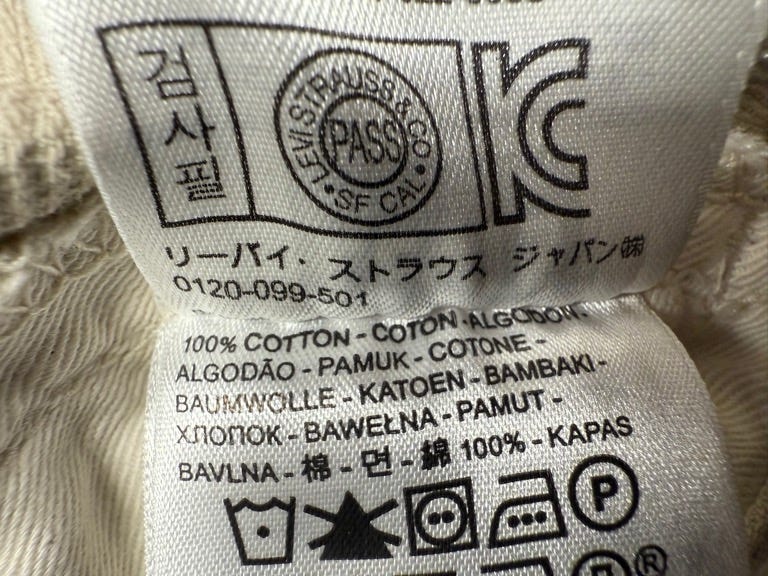 검사필
LEVI STRAUSS & CO
PASS
• SF CAL •
リーバイ・ストラウス ジャパン㈱
0120-099-501
100% COTTON - COTON - ALGODON -
ALGODÃO - PAMUK - COTONE -
BAUMWOLLE - KATOEN - BAMBAKI -
ХЛОПОК - BAWEŁNA - PAMUT -
BAVLNA - 棉 - 면 - 綿 100% - KAPAS
P
®